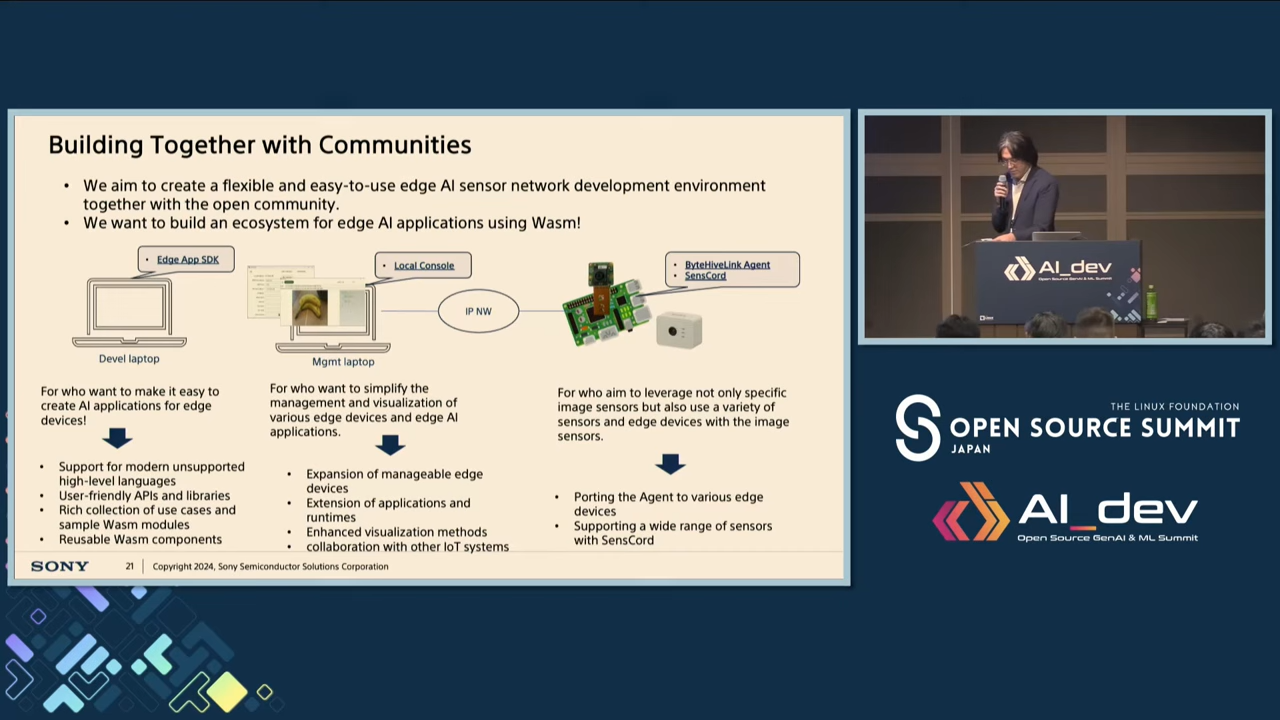 Building Together with Communities
• We aim to create a flexible and easy-to-use edge AI sensor network development environment
together with the open community.
• We want to build an ecosystem for edge AI applications using Wasm!
• Edge App SDK
Devel laptop
• Local Console
Mgmt laptop
IP NW
• ByteHiveLink Agent
• SensCord
For who want to make it easy to
create AI applications for edge
devices!
• Support for modern unsupported
high-level languages
• User-friendly APIs and libraries
• Rich collection of use cases and
sample Wasm modules
• Reusable Wasm components
For who want to simplify the
management and visualization of
various edge devices and edge AI
applications.
• Expansion of manageable edge
devices
• Extension of applications and
runtimes
• Enhanced visualization methods
• collaboration with other IoT systems
For who aim to leverage not only specific
image sensors but also use a variety of
sensors and edge devices with the image
sensors.
• Porting the Agent to various edge
devices
• Supporting a wide range of sensors
with SensCord
SONY 21 Copyright 2024, Sony Semiconductor Solutions Corporation
AI_dev
Open Source GenAI & ML Summit
THE LINUX FOUNDATION
OPEN SOURCE SUMMIT
JAPAN
AI_dev
Open Source GenAI & ML Summit